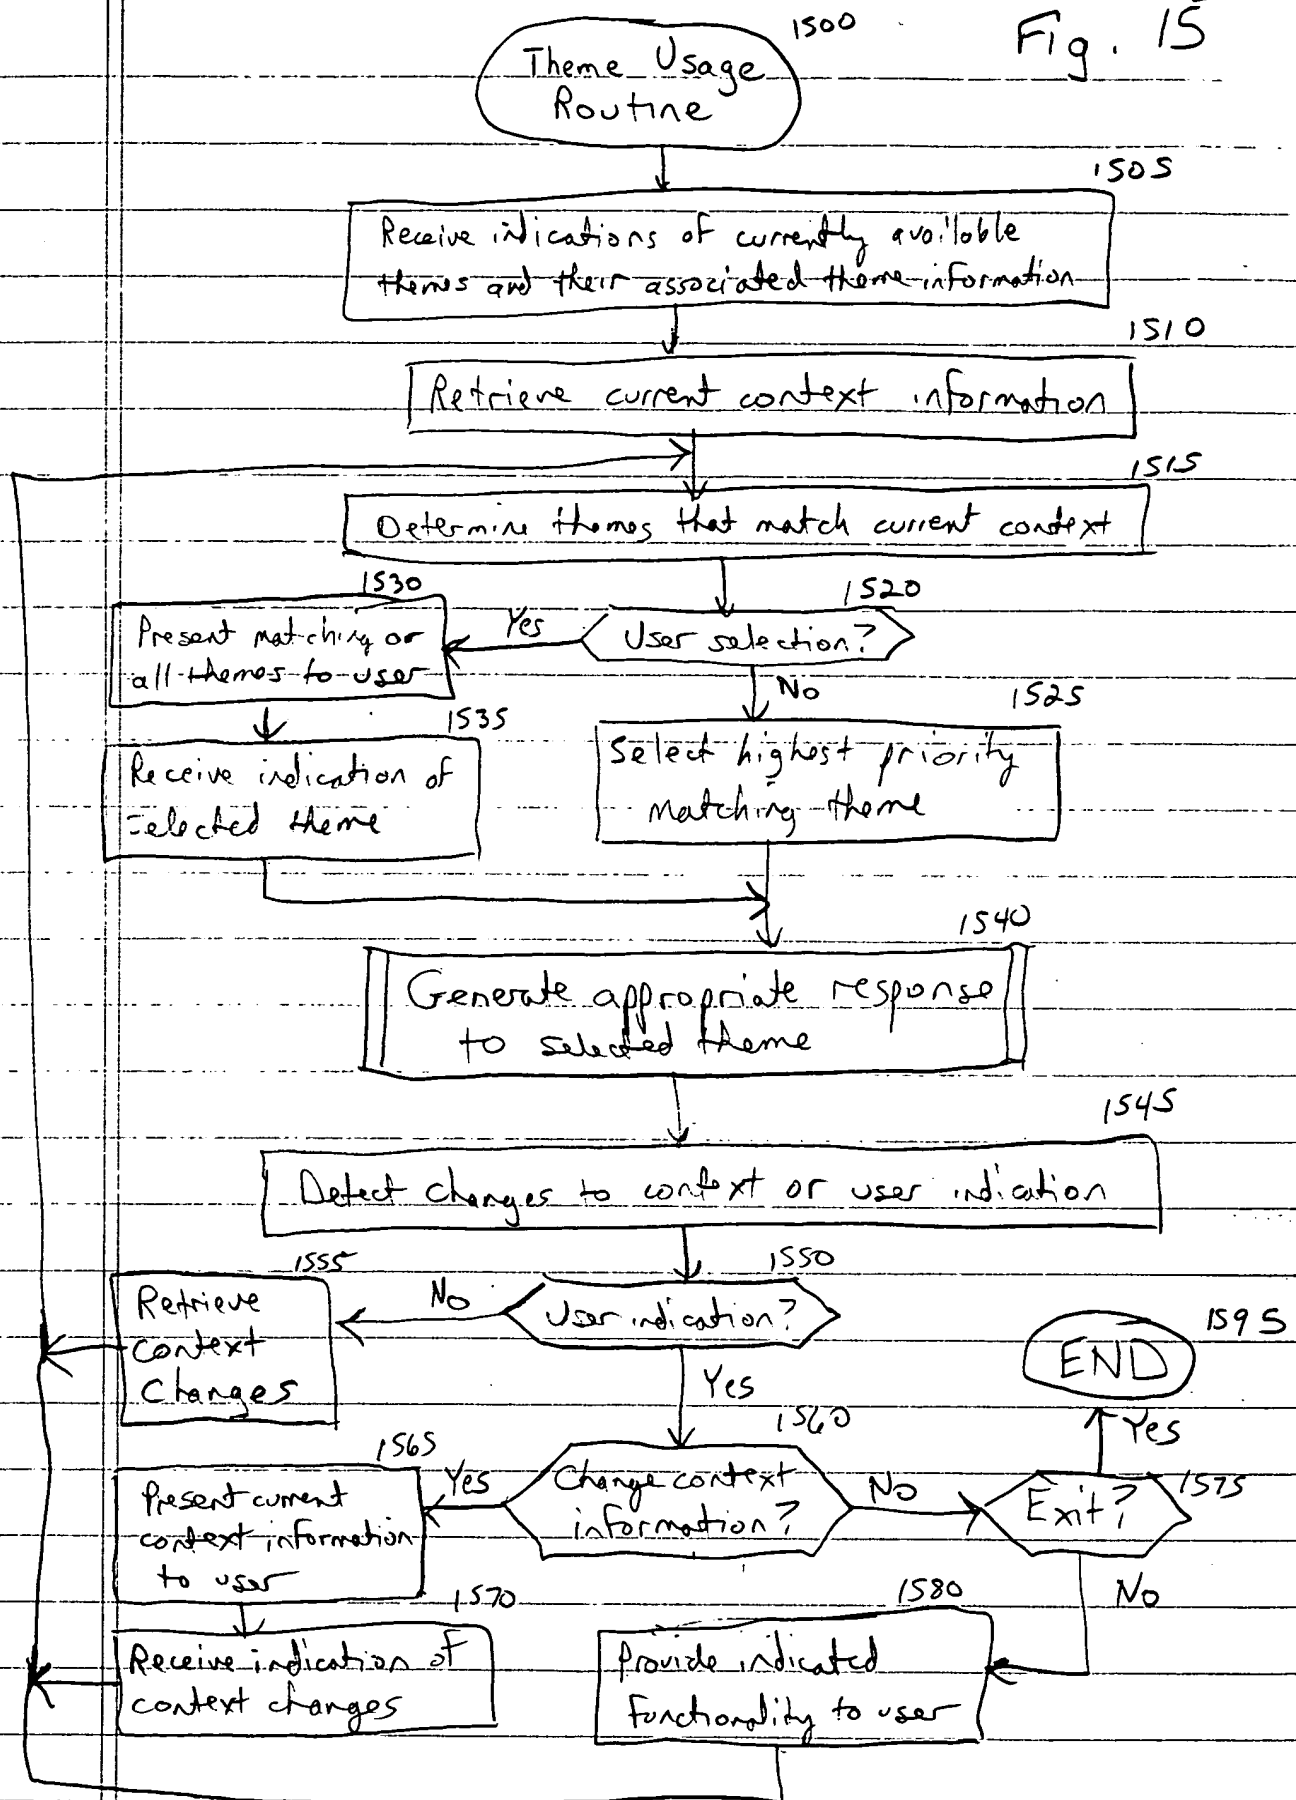 Fig. 15
1500
Theme Usage
Routine
1505
Receive indications of currently available
themes and their associated theme information
1510
Retrieve current context information
1515
Determine themes that match current context
1520
User selection?
Yes
No
1530
Present matching or
all themes to user
1535
Receive indication of
selected theme
1525
Select highest priority
matching theme
1540
Generate appropriate response
to selected theme
1545
Detect changes to context or user indication
1550
User indication?
No
Yes
1555
Retrieve
context
changes
1560
Change context
information?
Yes
No
1565
Present current
context information
to user
1570
Receive indication of
context changes
1575
Exit?
Yes
No
1595
END
1580
Provide indicated
functionality to user